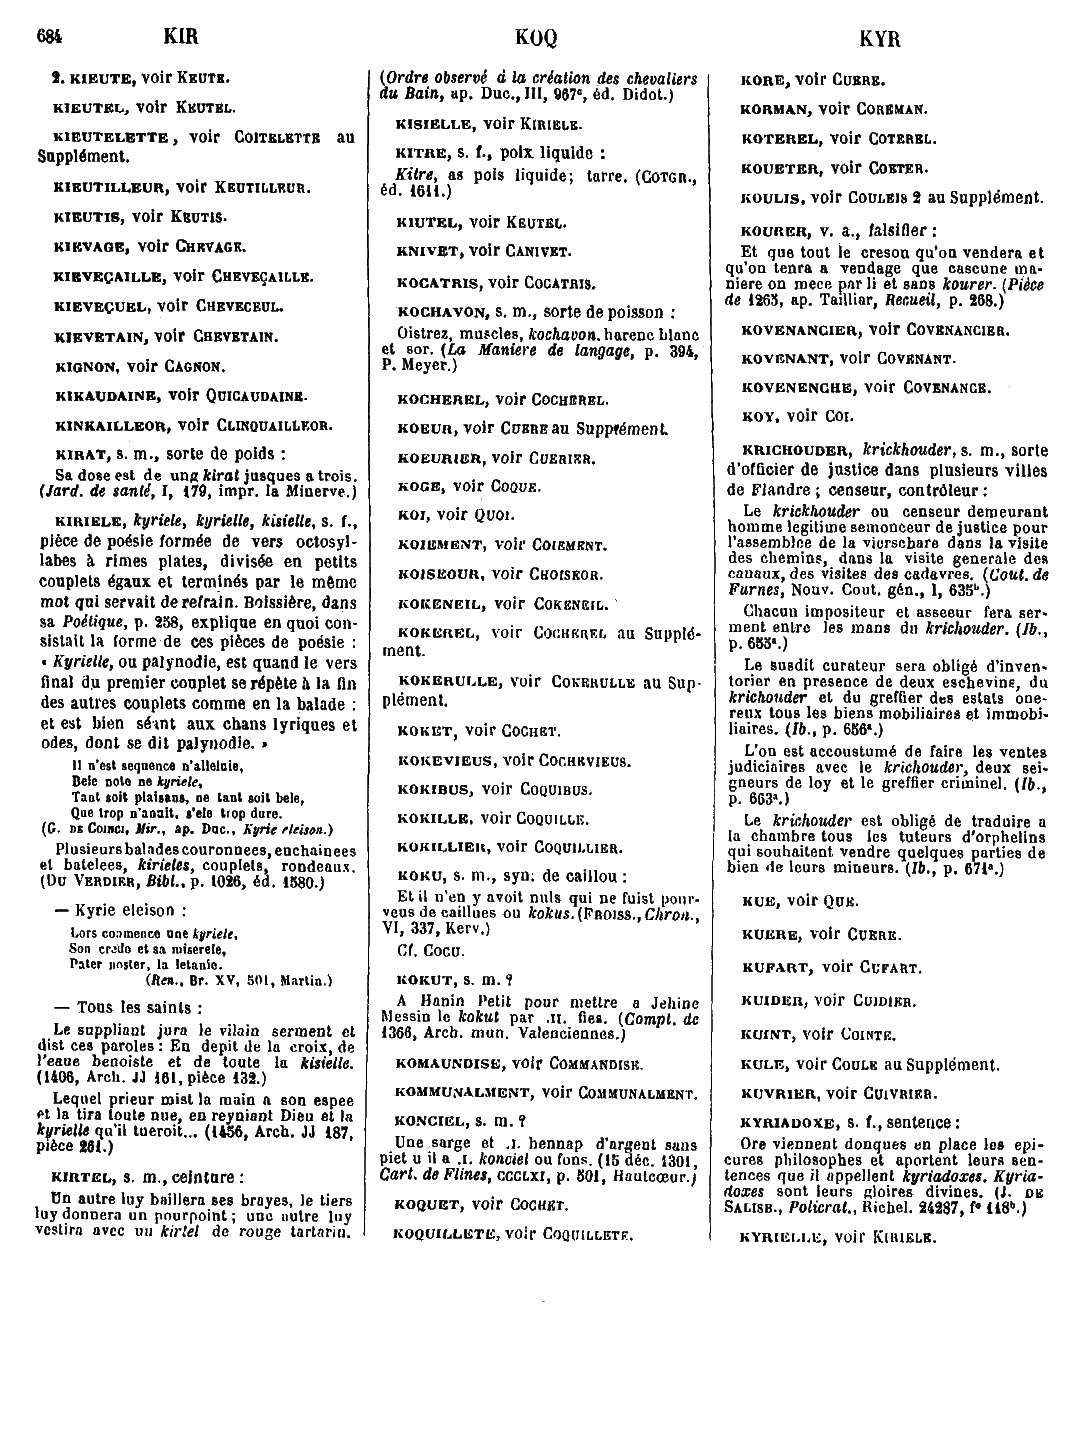 684 KIR KOQ KYR
2. KIEUTE, voir KEUTE.
KIEUTEL, voir KEUTEL.
KIEUTELETTE, voir COITELETTE au
Supplément.
KIEUTILLEUR, voir KEUTILLEUR.
KIEUTIS, voir KEUTIS.
KIEVAGE, voir CHEVAGE.
KIEVEÇAILLE, voir CHEVEÇAILLE.
KIEVEÇUEL, voir CHEVECEUL.
KIEVETAIN, voir CHEVETAIN.
KIGNON, voir CAGNON.
KIKAUDAINE, voir QUICAUDAINE.
KINKAILLEOR, voir CLINQUAILLEOR.
KIRAT, s. m., sorte de poids :
Sa dose est de ung kirat jusques a trois.
(Jard. de santé, I, 179, impr. la Minerve.)
KIRIELE, kyriele, kyrielle, kisielle, s. f.,
pièce de poésie formée de vers octosyl-
labes à rimes plates, divisée en petits
couplets égaux et terminés par le même
mot qui servait de refrain. Boissière, dans
sa Poétique, p. 258, explique en quoi con-
sistait la forme de ces pièces de poésie :
« Kyrielle, ou palynodie, est quand le vers
final du premier couplet se répète à la fin
des autres couplets comme en la balade :
et est bien séant aux chans lyriques et
odes, dont se dit palynodie. »
Il n'est sequence n'alleluie,
Bele note ne kyriele,
Tant soit plaisans, ne tant soit bele,
Que trop n'anuit, s'ele trop dure.
(G. DE COINCI, Mir., ap. Duc., Kyrie eleison.)
Plusieurs balades couronnees, enchainees
et batelees, kirieles, couplets, rondeaux.
(DU VERDIER, Bibl., p. 1026, éd. 1580.)
— Kyrie eleison :
Lors commence une kyriele,
Son credo et sa miserele,
Pater noster, la letanie.
(Ren., Br. XV, 501, Martin.)
— Tous les saints :
Le suppliant jura le vilain serment et
dist ces paroles : En depit de la croix, de
l'eaue benoiste et de toute la kisielle.
(1406, Arch. JJ 161, pièce 132.)
Lequel prieur mist la main a son espee
et la tira toute nue, en reyniant Dieu et la
kyrielle qu'il tueroit... (1456, Arch. JJ 187,
pièce 261.)
KIRTEL, s. m., ceinture :
Un autre luy baillera ses brayes, le tiers
luy donnera un pourpoint ; une autre luy
vestira avec un kirtel de rouge tartarin.
(Ordre observé à la création des chevaliers
du Bain, ap. Duc., III, 967c, éd. Didot.)
KISIELLE, voir KIRIELE.
KITRE, s. f., poix liquide :
Kitre, as pois liquide; tarre. (COTGR.,
éd. 1611.)
KIUTEL, voir KEUTEL.
KNIVET, voir CANIVET.
KOCATRIS, voir COCATRIS.
KOCHAVON, s. m., sorte de poisson :
Oistrez, muscles, kochavon, harenc blanc
et sor. (La Maniere de langage, p. 394,
P. Meyer.)
KOCHEREL, voir COCHEREL.
KOEUR, voir CUERE au Supplément.
KOEURIER, voir CUERIER.
KOGE, voir COQUE.
KOI, voir QUOI.
KOIEMENT, voir COIEMENT.
KOISEOUR, voir CHOISEOR.
KOKENEIL, voir COKENEIL.
KOKEREL, voir COCHEREL au Supplé-
ment.
KOKERULLE, voir COKERULLE au Sup-
plément.
KOKET, voir COCHET.
KOKEVIEUS, voir COCHEVIEUS.
KOKIBUS, voir COQUIBUS.
KOKILLE, voir COQUILLE.
KOKILLIER, voir COQUILLIER.
KOKU, s. m., syn. de caillou :
Et il n'en y avoit nuls qui ne fuist pour-
veus de caillues ou kokus. (FROISS., Chron.,
VI, 337, Kerv.)
Cf. COCU.
KOKUT, s. m. ?
A Hanin Petit pour mettre a Jehine
Messin le kokut par .II. fies. (Compt. de
1366, Arch. mun. Valenciennes.)
KOMAUNDISE, voir COMMANDISE.
KOMMUNALMENT, voir COMMUNALMENT.
KONCIEL, s. m. ?
Une sarge et .I. hennap d'argent sans
piet u il a .I. konciel ou fons. (15 déc. 1301,
Cart. de Flines, CCCLXI, p. 501, Hautcœur.)
KOQUET, voir COCHET.
KOQUILLETE, voir COQUILLETE.
KORE, voir CUERE.
KORMAN, voir COREMAN.
KOTEREL, voir COTEREL.
KOUETER, voir COETER.
KOULIS, voir COULEIS 2 au Supplément.
KOURER, v. a., falsifier :
Et que tout le creson qu'on vendera et
qu'on tenra a vendage que cascune ma-
niere on mece par li et sans kourer. (Pièce
de 1263, ap. Tailliar, Recueil, p. 268.)
KOVENANCIER, voir COVENANCIER.
KOVENANT, voir COVENANT.
KOVENENCHE, voir COVENANCE.
KOY, voir COI.
KRICHOUDER, krickhouder, s. m., sorte
d'officier de justice dans plusieurs villes
de Flandre ; censeur, contrôleur :
Le krickhouder ou censeur demeurant
homme legitime semonceur de justice pour
l'assemblee de la vierschare dans la visite
des chemins, dans la visite generale des
canaux, des visites des cadavres. (Cout. de
Furnes, Nouv. Cout. gén., I, 635b.)
Chacun impositeur et asseeur fera ser-
ment entre les mans du krichouder. (Ib.,
p. 653a.)
Le susdit curateur sera obligé d'inven-
torier en presence de deux eschevins, du
krichouder et du greffier des estats one-
reux tous les biens mobiliaires et immobi-
liaires. (Ib., p. 656a.)
L'on est accoustumé de faire les ventes
judiciaires avec le krichouder, deux sei-
gneurs de loy et le greffier criminel. (Ib.,
p. 663a.)
Le krichouder est obligé de traduire a
la chambre tous les tuteurs d'orphelins
qui souhaitent vendre quelques parties de
bien de leurs mineurs. (Ib., p. 671a.)
KUE, voir QUE.
KUERE, voir CUERE.
KUFART, voir CUFART.
KUIDER, voir CUIDIER.
KUINT, voir COINTE.
KULE, voir COULE au Supplément.
KUVRIER, voir CUIVRIER.
KYRIADOXE, s. f., sentence :
Ore viennent donques en place les epi-
cures philosophes et aportent leurs sen-
tences que il appellent kyriadoxes. Kyria-
doxes sont leurs gloires divines. (J. DE
SALISB., Policrat., Richel. 24287, fo 118b.)
KYRIELLE, voir KIRIELE.